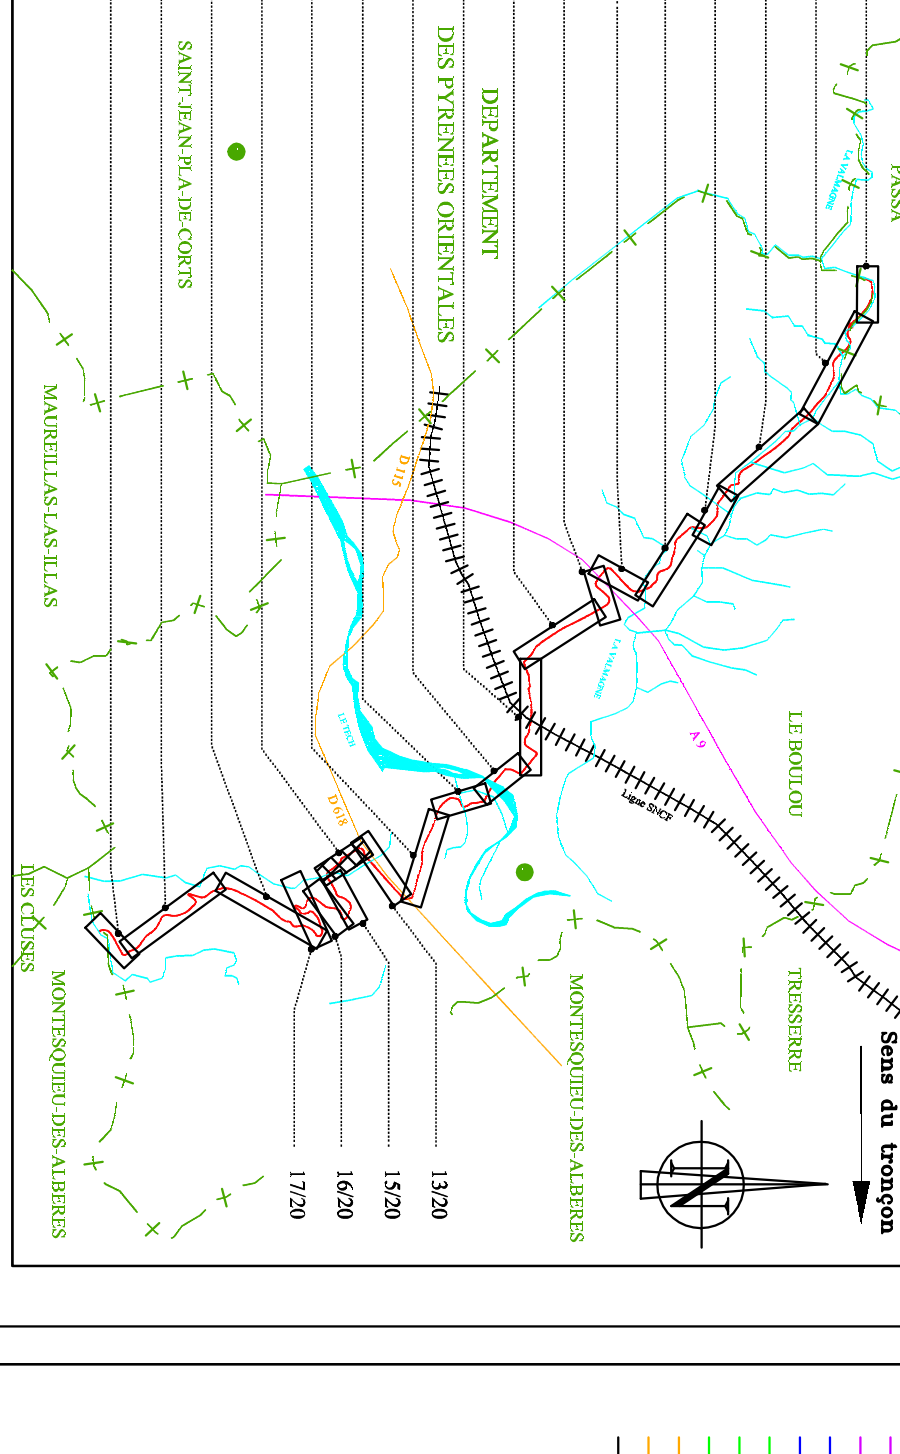 PASSA
LA VALMAGNE
SAINT-JEAN-PLA-DE-CORTS
DEPARTEMENT
DES PYRENEES ORIENTALES
MAUREILLAS-LAS-ILLAS
D 115
LA VALMAGNE
LE BOULOU
A 9
Ligne SNCF
LE TECH
D 618
LES CLUSES
MONTESQUIEU-DES-ALBERES
MONTESQUIEU-DES-ALBERES
TRESSERRE
Sens du tronçon
N
13/20
15/20
16/20
17/20